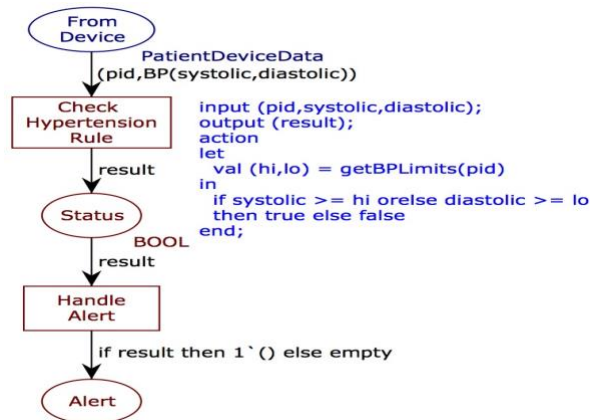 From
Device
PatientDeviceData
(pid,BP(systolic,diastolic))
Check
Hypertension
Rule
input (pid,systolic,diastolic);
output (result);
action
let
val (hi,lo) = getBPLimits(pid)
in
if systolic >= hi orelse diastolic >= lo
then true else false
end;
result
Status
BOOL
result
Handle
Alert
if result then 1`() else empty
Alert